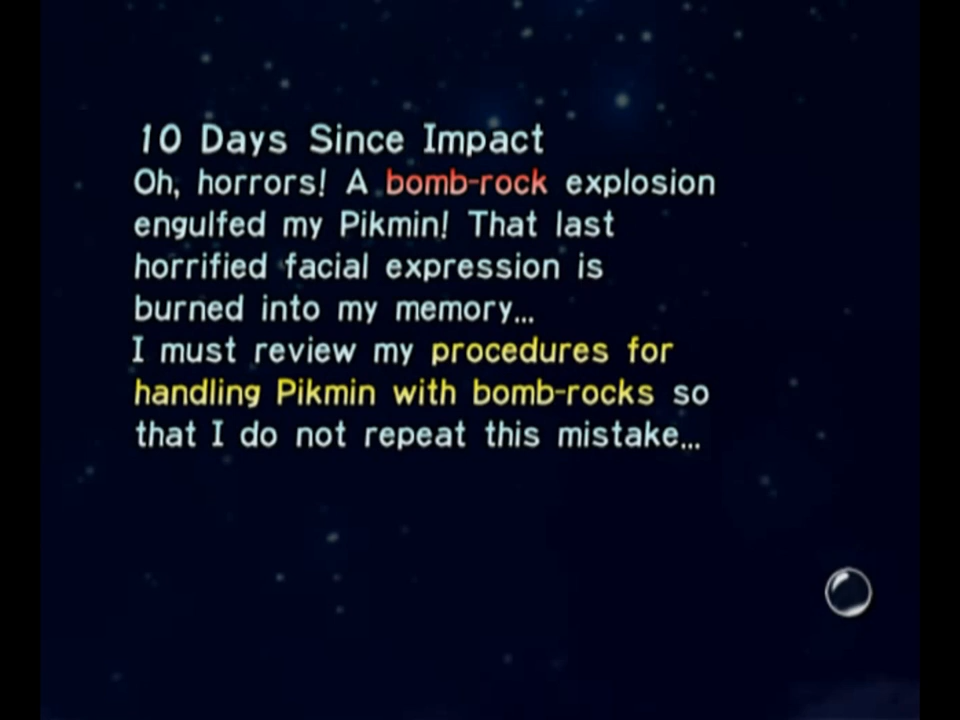 10 Days Since Impact
Oh, horrors! A bomb-rock explosion
engulfed my Pikmin! That last
horrified facial expression is
burned into my memory...
I must review my procedures for
handling Pikmin with bomb-rocks so
that I do not repeat this mistake...